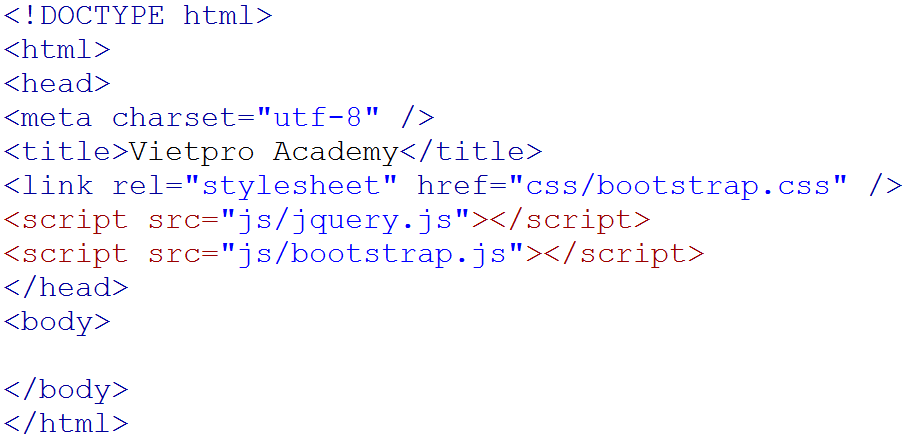 <!DOCTYPE html>
<html>
<head>
<meta charset="utf-8" />
<title>Vietpro Academy</title>
<link rel="stylesheet" href="css/bootstrap.css" />
<script src="js/jquery.js"></script>
<script src="js/bootstrap.js"></script>
</head>
<body>
</body>
</html>